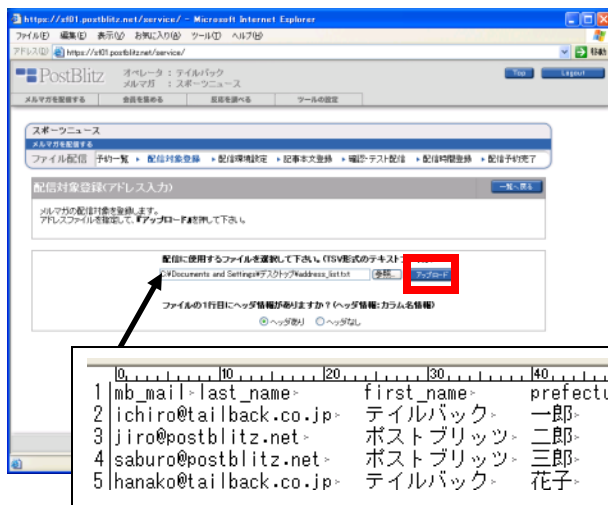 https://sf01.postblitz.net/service/ - Microsoft Internet Explorer
ファイル(F) 編集(E) 表示(V) お気に入り(A) ツール(T) ヘルプ(H)
アドレス(D) https://sf01.postblitz.net/service/ 移動
PostBlitz オペレータ : テイルバック Top Logout
メルマガ : スポーツニュース
メルマガを配信する 会員を集める 反応を調べる ツールの設定
スポーツニュース
メルマガを配信する
ファイル配信 予約一覧 ▸ 配信対象登録 ▸ 配信環境設定 ▸ 記事本文登録 ▸ 確認・テスト配信 ▸ 配信時間登録 ▸ 配信予約完了
配信対象登録(アドレス入力) 一覧へ戻る
メルマガの配信対象を登録します。
アドレスファイルを指定して、『アップロード』を押して下さい。
配信に使用するファイルを選択して下さい。(TSV形式のテキスト
C:¥Documents and Settings¥デスクトップ¥address_list.txt 参照... アップロード
ファイルの1行目にヘッダ情報がありますか?(ヘッダ情報:カラム名情報)
ヘッダあり ヘッダなし
0 10 20 30 40
1 mb_mail last_name first_name prefectu
2 ichiro@tailback.co.jp テイルバック 一郎
3 jiro@postblitz.net ポストブリッツ 二郎
4 saburo@postblitz.net ポストブリッツ 三郎
5 hanako@tailback.co.jp テイルバック 花子